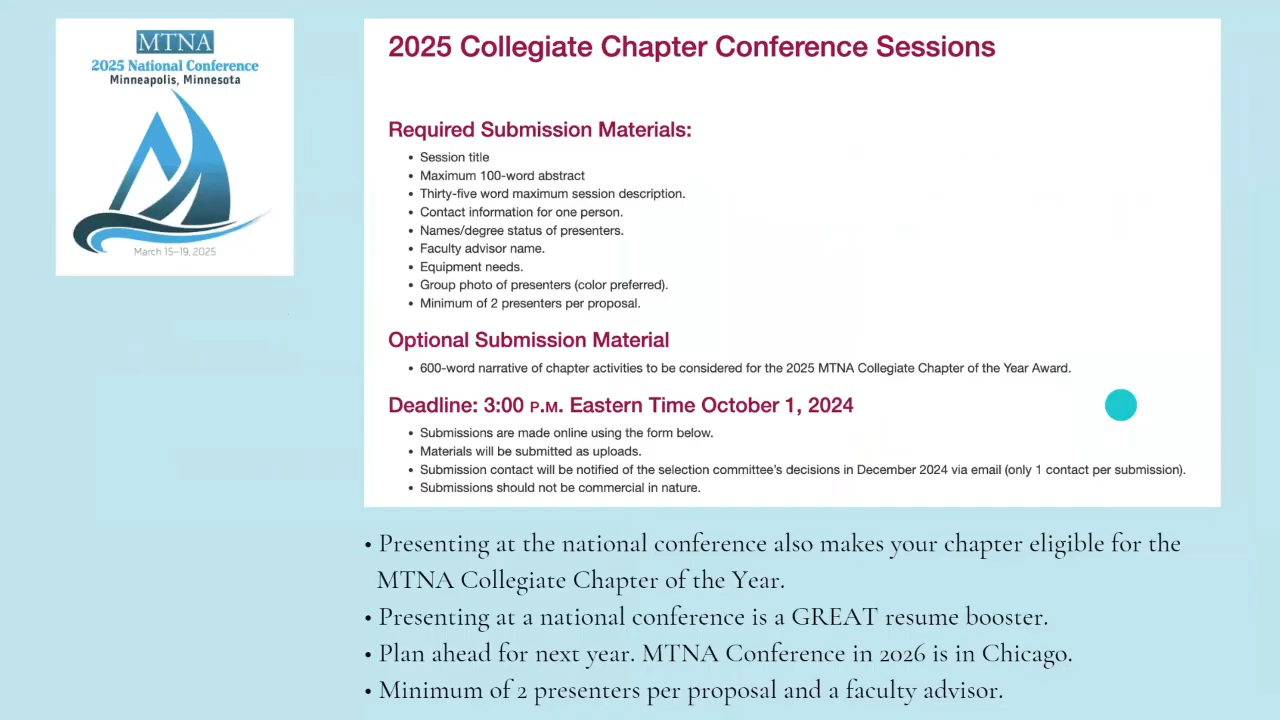 MTNA
2025 National Conference
Minneapolis, Minnesota
March 15–19, 2025
2025 Collegiate Chapter Conference Sessions
Required Submission Materials:
• Session title
• Maximum 100-word abstract
• Thirty-five word maximum session description.
• Contact information for one person.
• Names/degree status of presenters.
• Faculty advisor name.
• Equipment needs.
• Group photo of presenters (color preferred).
• Minimum of 2 presenters per proposal.
Optional Submission Material
• 600-word narrative of chapter activities to be considered for the 2025 MTNA Collegiate Chapter of the Year Award.
Deadline: 3:00 P.M. Eastern Time October 1, 2024
• Submissions are made online using the form below.
• Materials will be submitted as uploads.
• Submission contact will be notified of the selection committee’s decisions in December 2024 via email (only 1 contact per submission).
• Submissions should not be commercial in nature.
• Presenting at the national conference also makes your chapter eligible for the
MTNA Collegiate Chapter of the Year.
• Presenting at a national conference is a GREAT resume booster.
• Plan ahead for next year. MTNA Conference in 2026 is in Chicago.
• Minimum of 2 presenters per proposal and a faculty advisor.